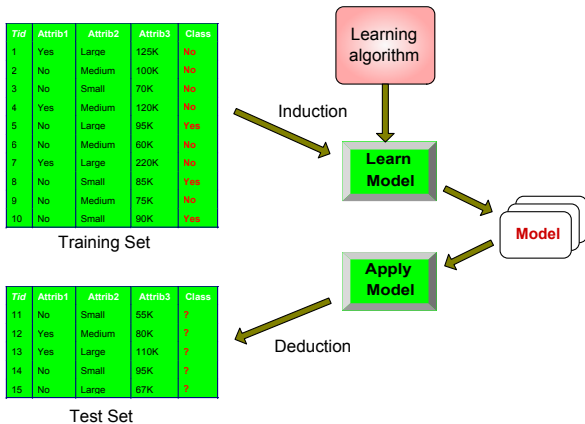 Tid Attrib1 Attrib2 Attrib3 Class
1 Yes Large 125K No
2 No Medium 100K No
3 No Small 70K No
4 Yes Medium 120K No
5 No Large 95K Yes
6 No Medium 60K No
7 Yes Large 220K No
8 No Small 85K Yes
9 No Medium 75K No
10 No Small 90K Yes
Training Set
Learning
algorithm
Induction
Learn
Model
Model
Apply
Model
Deduction
Tid Attrib1 Attrib2 Attrib3 Class
11 No Small 55K ?
12 Yes Medium 80K ?
13 Yes Large 110K ?
14 No Small 95K ?
15 No Large 67K ?
Test Set